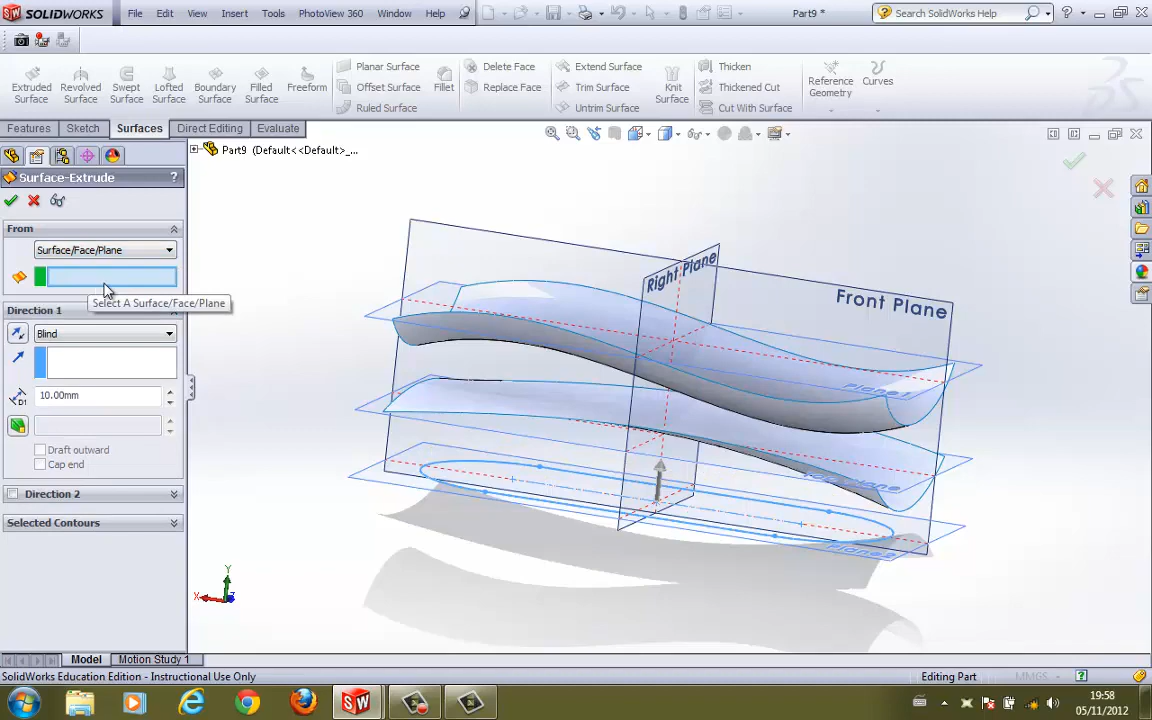 SOLIDWORKS File Edit View Insert Tools PhotoView 360 Window Help Part9 * Search SolidWorks Help
Extruded Surface Revolved Surface Swept Surface Lofted Surface Boundary Surface Filled Surface Freeform Planar Surface Offset Surface Ruled Surface Fillet Delete Face Replace Face Extend Surface Trim Surface Untrim Surface Knit Surface Thicken Thickened Cut Cut With Surface Reference Geometry Curves
Features Sketch Surfaces Direct Editing Evaluate
Part9 (Default<<Default>_...
Surface-Extrude ?
From
Surface/Face/Plane
Select A Surface/Face/Plane
Direction 1
Blind
10.00mm
Draft outward
Cap end
Direction 2
Selected Contours
Right Plane
Front Plane
Plane1
Top Plane
Plane2
Y
X
Z
Model Motion Study 1
SolidWorks Education Edition - Instructional Use Only Editing Part MMGS
19:58
05/11/2012